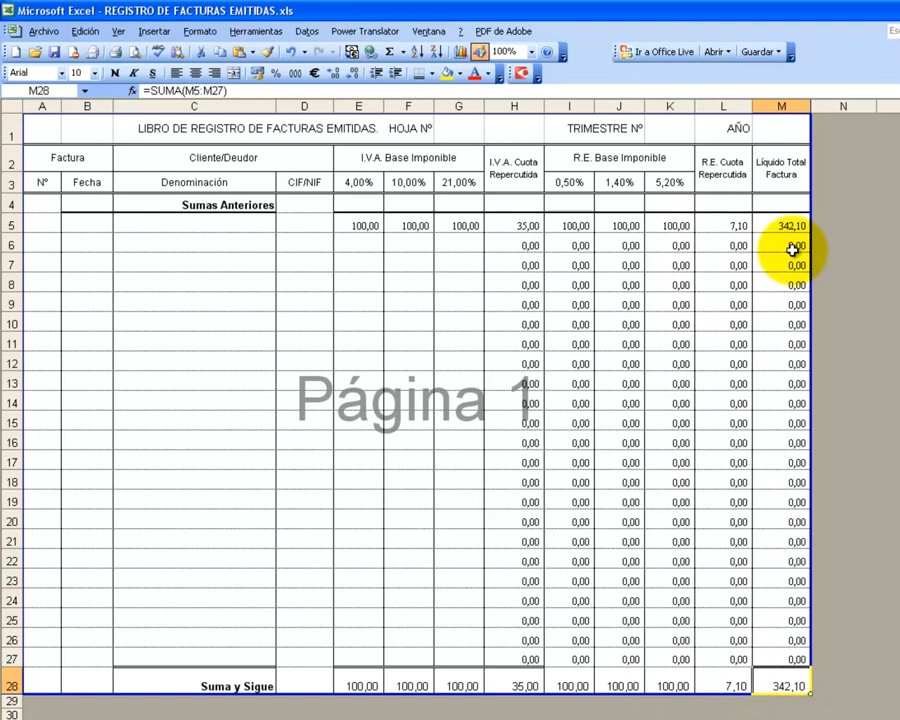 Microsoft Excel - REGISTRO DE FACTURAS EMITIDAS.xls
Archivo Edición Ver Insertar Formato Herramientas Datos Power Translator Ventana ? PDF de Adobe
100% Ir a Office Live Abrir Guardar
Arial 10 N K S % 000 €
M28 fx =SUMA(M5:M27)
A B C D E F G H I J K L M N
1 LIBRO DE REGISTRO DE FACTURAS EMITIDAS. HOJA Nº TRIMESTRE Nº AÑO
2 Factura Cliente/Deudor I.V.A. Base Imponible I.V.A. Cuota Repercutida R.E. Base Imponible R.E. Cuota Repercutida Líquido Total Factura
3 Nº Fecha Denominación CIF/NIF 4,00% 10,00% 21,00% 0,50% 1,40% 5,20%
4 Sumas Anteriores
5 100,00 100,00 100,00 35,00 100,00 100,00 100,00 7,10 342,10
6 0,00 0,00 0,00 0,00 0,00 0,00
7 0,00 0,00 0,00 0,00 0,00 0,00
8 0,00 0,00 0,00 0,00 0,00 0,00
9 0,00 0,00 0,00 0,00 0,00 0,00
10 0,00 0,00 0,00 0,00 0,00 0,00
11 0,00 0,00 0,00 0,00 0,00 0,00
12 0,00 0,00 0,00 0,00 0,00 0,00
13 0,00 0,00 0,00 0,00 0,00 0,00
Página 1
14 0,00 0,00 0,00 0,00 0,00 0,00
15 0,00 0,00 0,00 0,00 0,00 0,00
16 0,00 0,00 0,00 0,00 0,00 0,00
17 0,00 0,00 0,00 0,00 0,00 0,00
18 0,00 0,00 0,00 0,00 0,00 0,00
19 0,00 0,00 0,00 0,00 0,00 0,00
20 0,00 0,00 0,00 0,00 0,00 0,00
21 0,00 0,00 0,00 0,00 0,00 0,00
22 0,00 0,00 0,00 0,00 0,00 0,00
23 0,00 0,00 0,00 0,00 0,00 0,00
24 0,00 0,00 0,00 0,00 0,00 0,00
25 0,00 0,00 0,00 0,00 0,00 0,00
26 0,00 0,00 0,00 0,00 0,00 0,00
27 0,00 0,00 0,00 0,00 0,00 0,00
28 Suma y Sigue 100,00 100,00 100,00 35,00 100,00 100,00 100,00 7,10 342,10
29
30